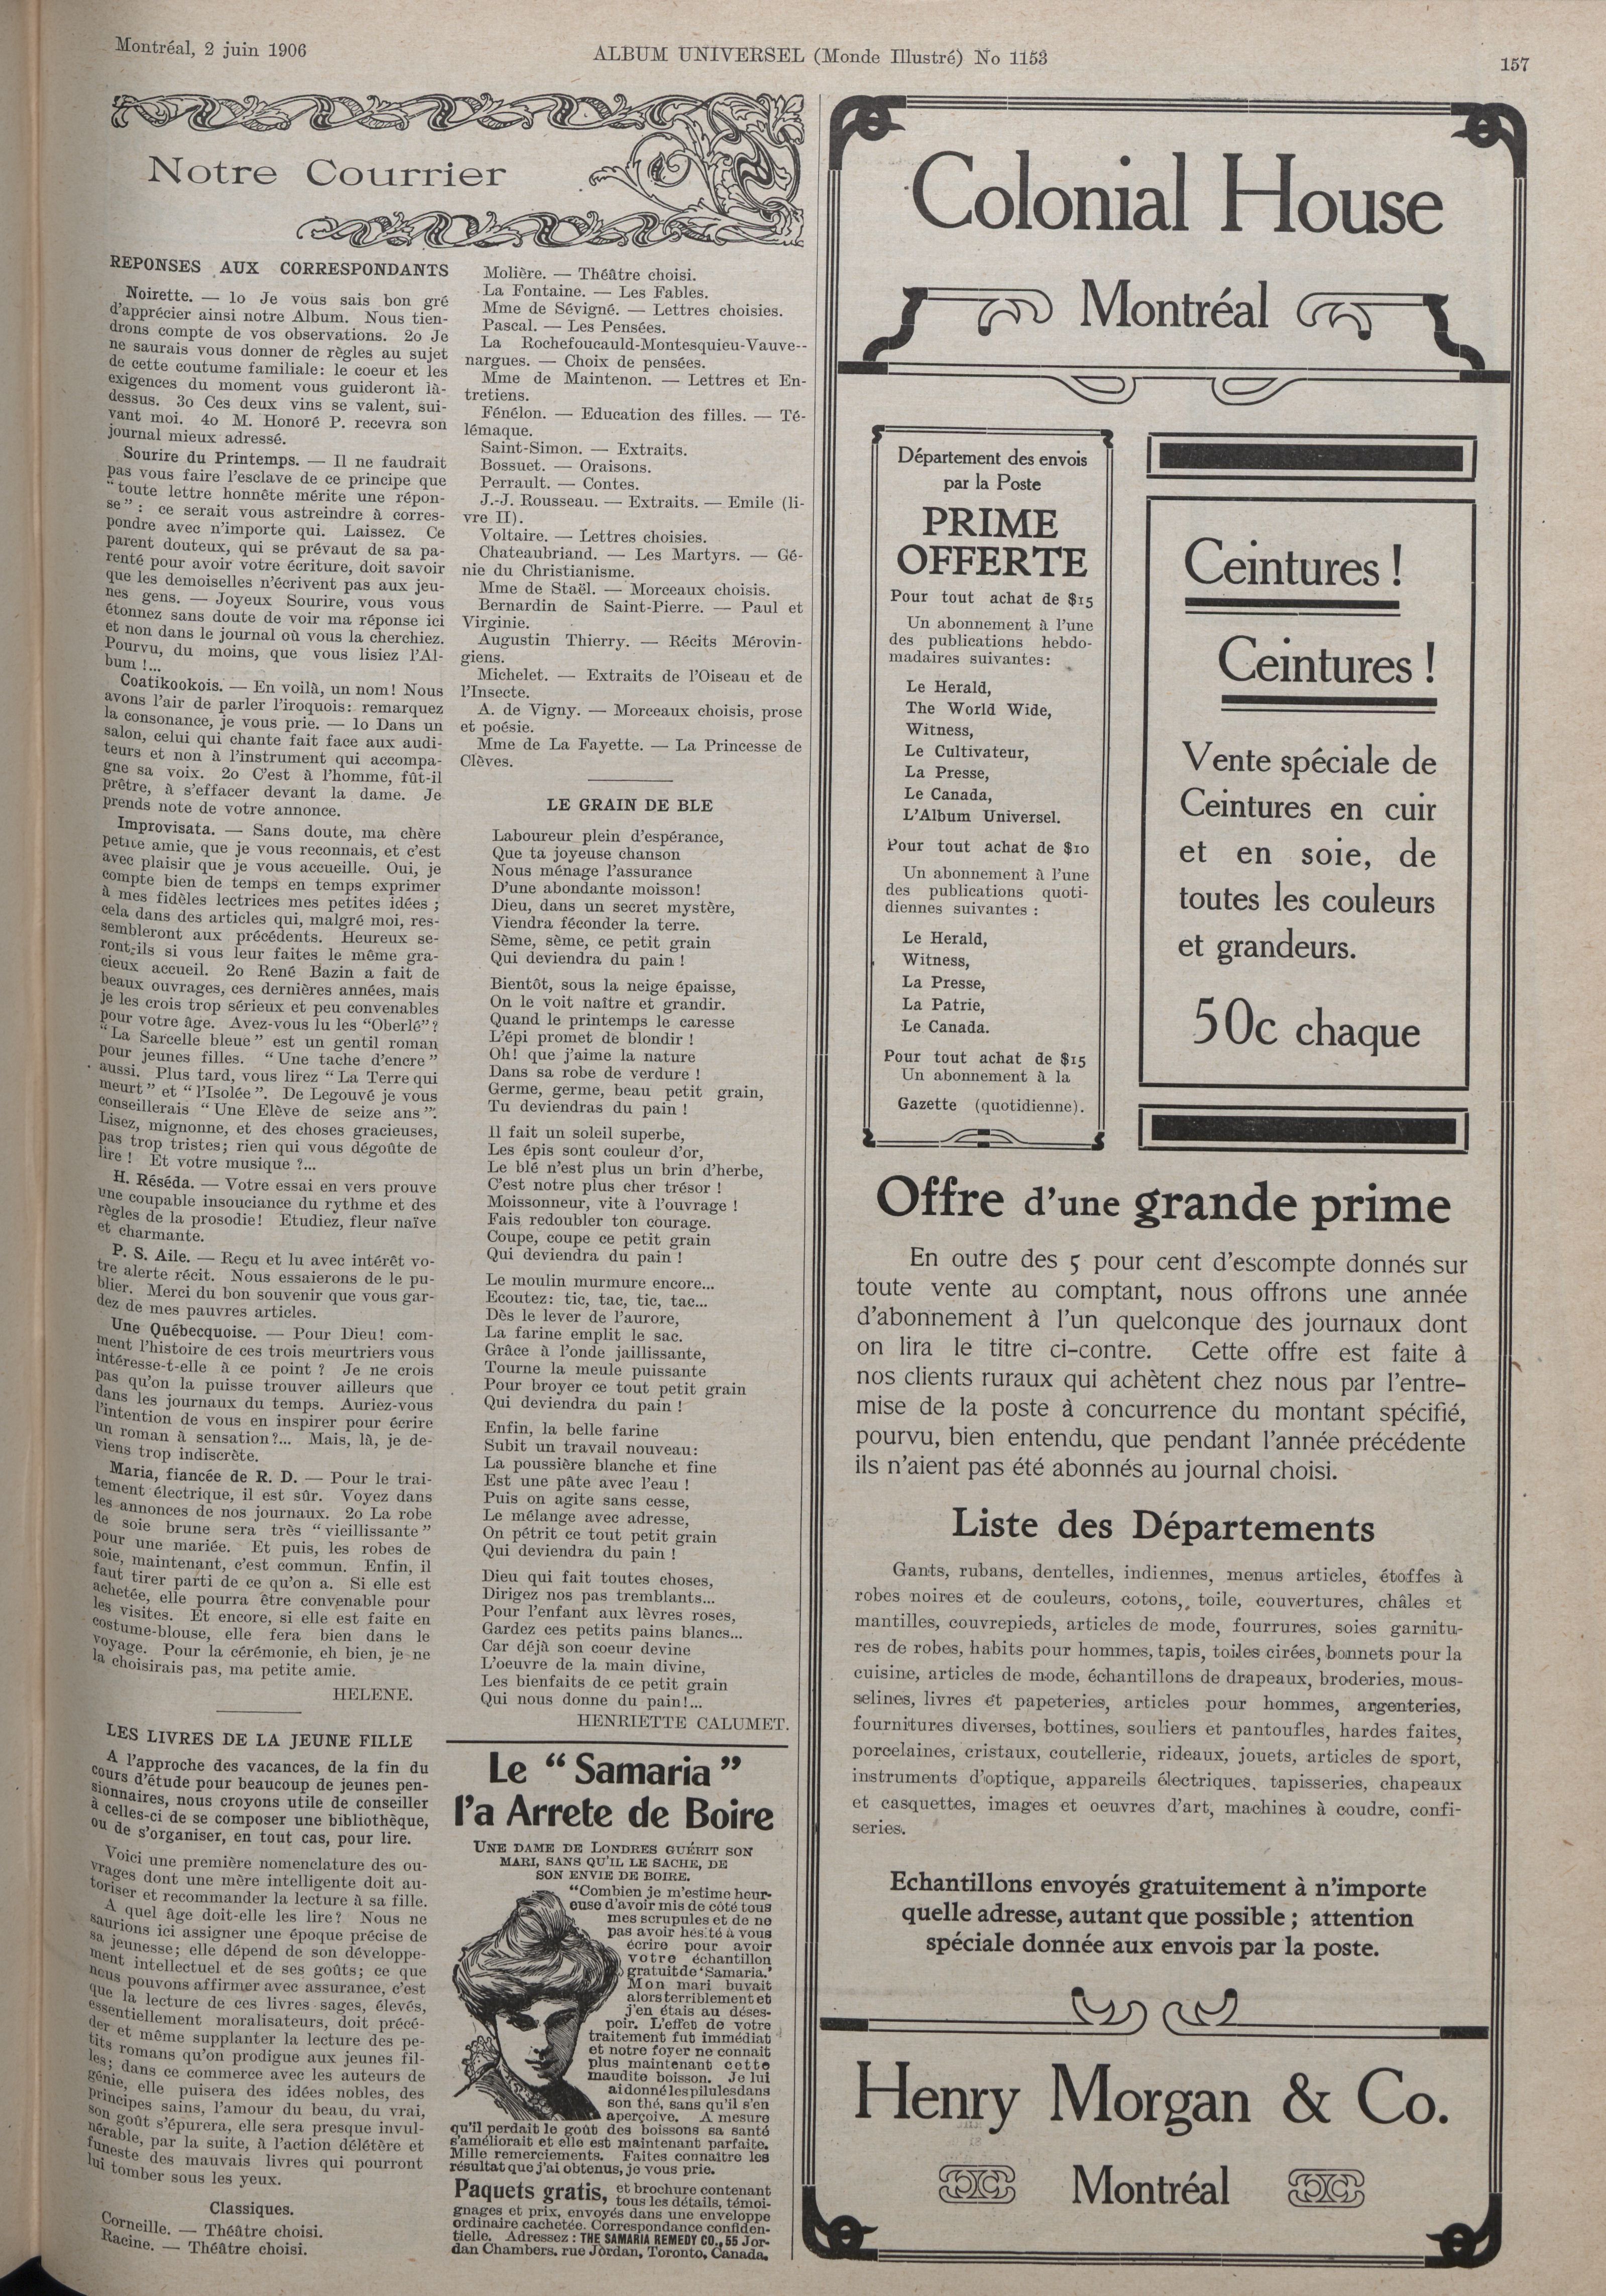 Montréal, 2 juin 1906
ALBUM UNIVERSEL (Monde Illustré) No 1153
157
Notre Courrier
REPONSES AUX CORRESPONDANTS
Noirette. — 1o Je vous sais bon gré
d'apprécier ainsi notre Album. Nous tien-
drons compte de vos observations. 2o Je
ne saurais vous donner de règles au sujet
de cette coutume familiale: le coeur et les
exigences du moment vous guideront là-
dessus. 3o Ces deux vins se valent, sui-
vant moi. 4o M. Honoré P. recevra son
journal mieux adressé.
Sourire du Printemps. — Il ne faudrait
pas vous faire l'esclave de ce principe que
"toute lettre honnête mérite une répon-
se": ce serait vous astreindre à corres-
pondre avec n'importe qui. Laissez. Ce
parent douteux, qui se prévaut de sa pa-
renté pour avoir votre écriture, doit savoir
que les demoiselles n'écrivent pas aux jeu-
nes gens. — Joyeux Sourire, vous vous
étonnez sans doute de voir ma réponse ici
et non dans le journal où vous la cherchiez.
Pourvu, du moins, que vous lisiez l'Al-
bum !...
Coatikookois. — En voilà, un nom! Nous
avons l'air de parler l'iroquois: remarquez
la consonance, je vous prie. — 1o Dans un
salon, celui qui chante fait face aux audi-
teurs et non à l'instrument qui accompa-
gne sa voix. 2o C'est à l'homme, fût-il
prêtre, à s'effacer devant la dame. Je
prends note de votre annonce.
Improvisata. — Sans doute, ma chère
petite amie, que je vous reconnais, et c'est
avec plaisir que je vous accueille. Oui, je
compte bien de temps en temps exprimer
à mes fidèles lectrices mes petites idées ;
cela dans des articles qui, malgré moi, res-
sembleront aux précédents. Heureux se-
ront-ils si vous leur faites le même gra-
cieux accueil. 2o René Bazin a fait de
beaux ouvrages, ces dernières années, mais
je les crois trop sérieux et peu convenables
pour votre âge. Avez-vous lu les "Oberlé"?
"La Sarcelle bleue" est un gentil roman
pour jeunes filles. "Une tache d'encre"
aussi. Plus tard, vous lirez "La Terre qui
meurt" et "l'Isolée". De Legouvé je vous
conseillerais "Une Elève de seize ans".
Lisez, mignonne, et des choses gracieuses,
pas trop tristes; rien qui vous dégoûte de
lire ! Et votre musique ?...
H. Réséda. — Votre essai en vers prouve
une coupable insouciance du rythme et des
règles de la prosodie! Etudiez, fleur naïve
et charmante.
P. S. Aile. — Reçu et lu avec intérêt vo-
tre alerte récit. Nous essaierons de le pu-
blier. Merci du bon souvenir que vous gar-
dez de mes pauvres articles.
Une Québecquoise. — Pour Dieu! com-
ment l'histoire de ces trois meurtriers vous
intéresse-t-elle à ce point ? Je ne crois
pas qu'on la puisse trouver ailleurs que
dans les journaux du temps. Auriez-vous
l'intention de vous en inspirer pour écrire
un roman à sensation?... Mais, là, je de-
viens trop indiscrète.
Maria, fiancée de R. D. — Pour le trai-
tement électrique, il est sûr. Voyez dans
les annonces de nos journaux. 2o La robe
de soie brune sera très "vieillissante"
pour une mariée. Et puis, les robes de
soie, maintenant, c'est commun. Enfin, il
faut tirer parti de ce qu'on a. Si elle est
achetée, elle pourra être convenable pour
les visites. Et encore, si elle est faite en
costume-blouse, elle fera bien dans le
voyage. Pour la cérémonie, eh bien, je ne
la choisirais pas, ma petite amie.
HELENE.
LES LIVRES DE LA JEUNE FILLE
A l'approche des vacances, de la fin du
cours d'étude pour beaucoup de jeunes pen-
sionnaires, nous croyons utile de conseiller
à celles-ci de se composer une bibliothèque,
ou de s'organiser, en tout cas, pour lire.
Voici une première nomenclature des ou-
vrages dont une mère intelligente doit au-
toriser et recommander la lecture à sa fille.
A quel âge doit-elle les lire? Nous ne
saurions ici assigner une époque précise de
sa jeunesse; elle dépend de son développe-
ment intellectuel et de ses goûts; ce que
nous pouvons affirmer avec assurance, c'est
que la lecture de ces livres sages, élevés,
essentiellement moralisateurs, doit précé-
der et même supplanter la lecture des pe-
tits romans qu'on prodigue aux jeunes fil-
les; dans ce commerce avec les auteurs de
génie, elle puisera des idées nobles, des
principes sains, l'amour du beau, du vrai,
son goût s'épurera, elle sera presque invul-
nérable, par la suite, à l'action délétère et
funeste des mauvais livres qui pourront
lui tomber sous les yeux.
Classiques.
Corneille. — Théâtre choisi.
Racine. — Théâtre choisi.
Molière. — Théâtre choisi.
La Fontaine. — Les Fables.
Mme de Sévigné. — Lettres choisies.
Pascal. — Les Pensées.
La Rochefoucauld-Montesquieu-Vauve--
nargues. — Choix de pensées.
Mme de Maintenon. — Lettres et En-
tretiens.
Fénélon. — Education des filles. — Té-
lémaque.
Saint-Simon. — Extraits.
Bossuet. — Oraisons.
Perrault. — Contes.
J.-J. Rousseau. — Extraits. — Emile (li-
vre II).
Voltaire. — Lettres choisies.
Chateaubriand. — Les Martyrs. — Gé-
nie du Christianisme.
Mme de Staël. — Morceaux choisis.
Bernardin de Saint-Pierre. — Paul et
Virginie.
Augustin Thierry. — Récits Mérovin-
giens.
Michelet. — Extraits de l'Oiseau et de
l'Insecte.
A. de Vigny. — Morceaux choisis, prose
et poésie.
Mme de La Fayette. — La Princesse de
Clèves.
LE GRAIN DE BLE
Laboureur plein d'espérance,
Que ta joyeuse chanson
Nous ménage l'assurance
D'une abondante moisson!
Dieu, dans un secret mystère,
Viendra féconder la terre.
Sème, sème, ce petit grain
Qui deviendra du pain !
Bientôt, sous la neige épaisse,
On le voit naître et grandir.
Quand le printemps le caresse
L'épi promet de blondir !
Oh! que j'aime la nature
Dans sa robe de verdure !
Germe, germe, beau petit grain,
Tu deviendras du pain !
Il fait un soleil superbe,
Les épis sont couleur d'or,
Le blé n'est plus un brin d'herbe,
C'est notre plus cher trésor !
Moissonneur, vite à l'ouvrage !
Fais redoubler ton courage.
Coupe, coupe ce petit grain
Qui deviendra du pain !
Le moulin murmure encore...
Ecoutez: tic, tac, tic, tac...
Dès le lever de l'aurore,
La farine emplit le sac.
Grâce à l'onde jaillissante,
Tourne la meule puissante
Pour broyer ce tout petit grain
Qui deviendra du pain !
Enfin, la belle farine
Subit un travail nouveau:
La poussière blanche et fine
Est une pâte avec l'eau !
Puis on agite sans cesse,
Le mélange avec adresse,
On pétrit ce tout petit grain
Qui deviendra du pain !
Dieu qui fait toutes choses,
Dirigez nos pas tremblants...
Pour l'enfant aux lèvres roses,
Gardez ces petits pains blancs...
Car déjà son coeur devine
L'oeuvre de la main divine,
Les bienfaits de ce petit grain
Qui nous donne du pain!...
HENRIETTE CALUMET.
Le "Samaria"
l'a Arrete de Boire
UNE DAME DE LONDRES GUÉRIT SON
MARI, SANS QU'IL LE SACHE, DE
SON ENVIE DE BOIRE.
"Combien je m'estime heur-
euse d'avoir mis de côté tous
mes scrupules et de ne
pas avoir hésité à vous
écrire pour avoir
votre échantillon
gratuit de 'Samaria.'
Mon mari buvait
alors terriblement et
j'en étais au déses-
poir. L'effet de votre
traitement fut immédiat
et notre foyer ne connait
plus maintenant cette
maudite boisson. Je lui
ai donné les pilules dans
son thé, sans qu'il s'en
aperçoive. A mesure
qu'il perdait le goût des boissons sa santé
s'améliorait et elle est maintenant parfaite.
Mille remerciements. Faites connaître les
résultat que j'ai obtenus, je vous prie.
Paquets gratis, et brochure contenant
tous les détails, témoi-
gnages et prix, envoyés dans une enveloppe
ordinaire cachetée. Correspondance confiden-
tielle. Adressez : THE SAMARIA REMEDY CO., 55 Jor-
dan Chambers, rue Jordan, Toronto, Canada.
Colonial House
Montréal
Département des envois
par la Poste
PRIME
OFFERTE
Pour tout achat de $15
Un abonnement à l'une
des publications hebdo-
madaires suivantes:
Le Herald,
The World Wide,
Witness,
Le Cultivateur,
La Presse,
Le Canada,
L'Album Universel.
Pour tout achat de $10
Un abonnement à l'une
des publications quoti-
diennes suivantes :
Le Herald,
Witness,
La Presse,
La Patrie,
Le Canada.
Pour tout achat de $15
Un abonnement à la
Gazette (quotidienne).
Ceintures !
Ceintures !
Vente spéciale de
Ceintures en cuir
et en soie, de
toutes les couleurs
et grandeurs.
50c chaque
Offre d'une grande prime
En outre des 5 pour cent d'escompte donnés sur
toute vente au comptant, nous offrons une année
d'abonnement à l'un quelconque des journaux dont
on lira le titre ci-contre. Cette offre est faite à
nos clients ruraux qui achètent chez nous par l'entre-
mise de la poste à concurrence du montant spécifié,
pourvu, bien entendu, que pendant l'année précédente
ils n'aient pas été abonnés au journal choisi.
Liste des Départements
Gants, rubans, dentelles, indiennes, menus articles, étoffes à
robes noires et de couleurs, cotons, toile, couvertures, châles et
mantilles, couvrepieds, articles de mode, fourrures, soies garnitu-
res de robes, habits pour hommes, tapis, toiles cirées, bonnets pour la
cuisine, articles de mode, échantillons de drapeaux, broderies, mous-
selines, livres et papeteries, articles pour hommes, argenteries,
fournitures diverses, bottines, souliers et pantoufles, hardes faites,
porcelaines, cristaux, coutellerie, rideaux, jouets, articles de sport,
instruments d'optique, appareils électriques, tapisseries, chapeaux
et casquettes, images et oeuvres d'art, machines à coudre, confi-
series.
Echantillons envoyés gratuitement à n'importe
quelle adresse, autant que possible ; attention
spéciale donnée aux envois par la poste.
Henry Morgan & Co.
Montréal